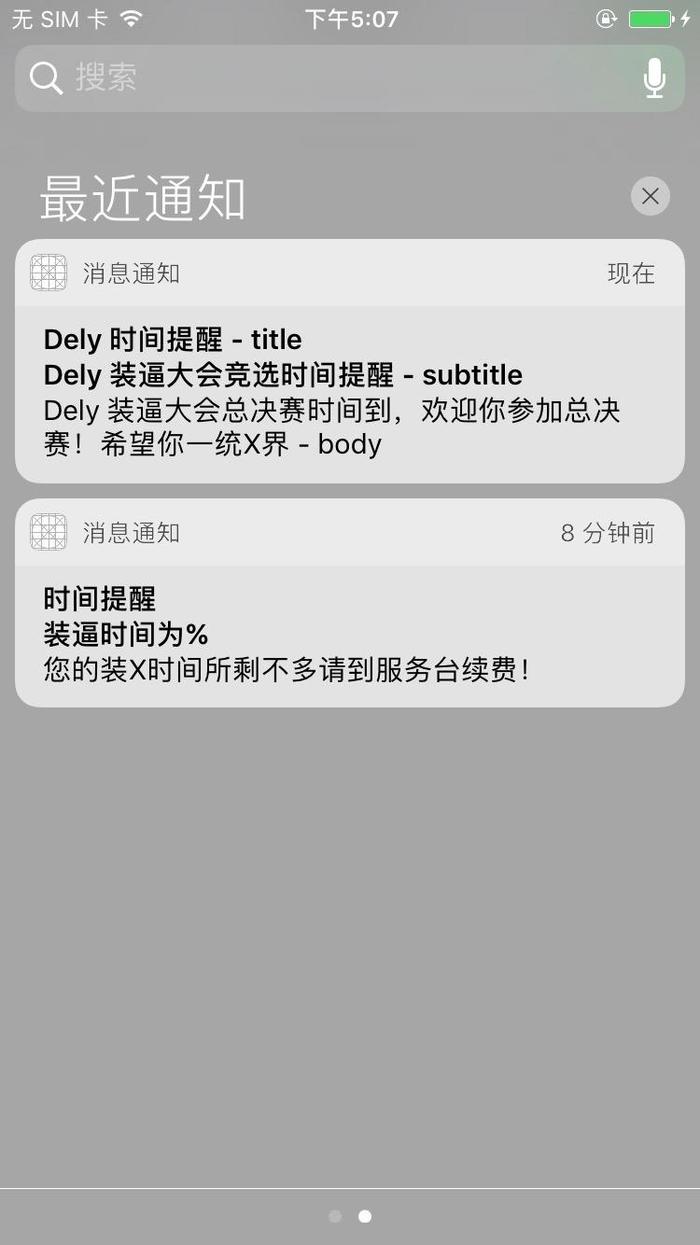 无 SIM 卡
下午5:07
搜索
最近通知
消息通知
现在
Dely 时间提醒 - title
Dely 装逼大会竞选时间提醒 - subtitle
Dely 装逼大会总决赛时间到，欢迎你参加总决
赛！希望你一统X界 - body
消息通知
8 分钟前
时间提醒
装逼时间为%
您的装X时间所剩不多请到服务台续费！